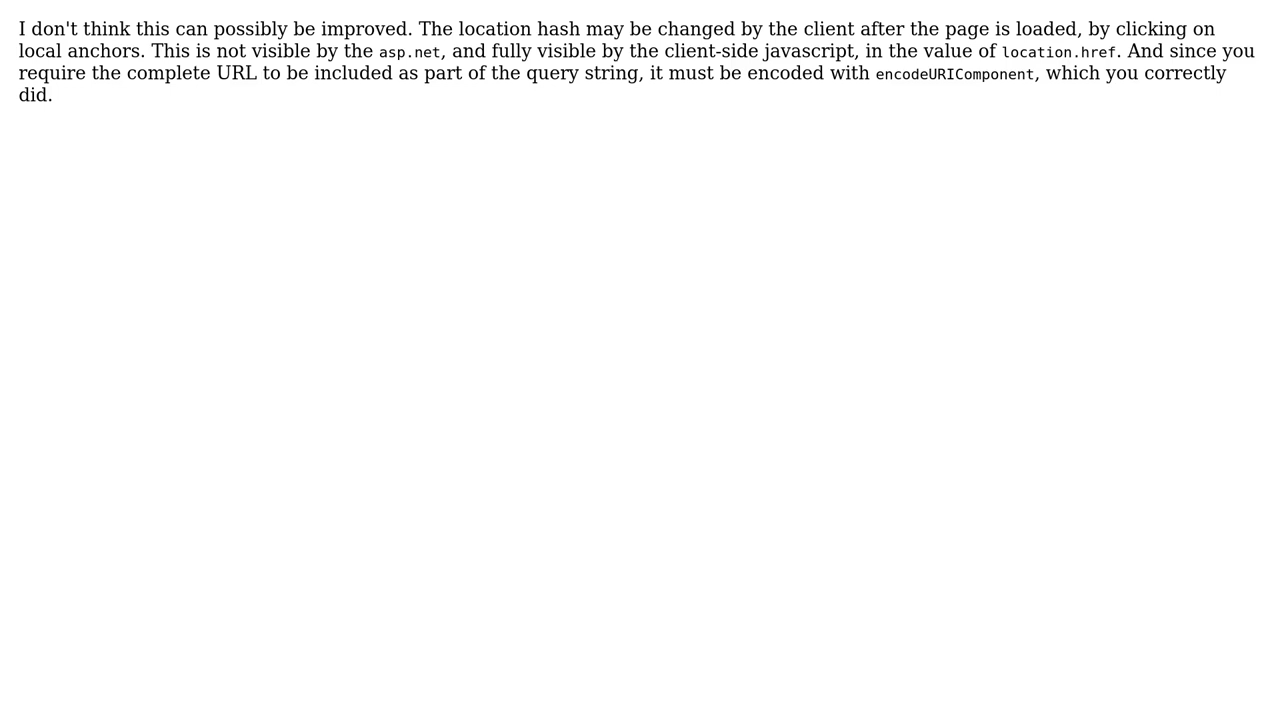 I don't think this can possibly be improved. The location hash may be changed by the client after the page is loaded, by clicking on
local anchors. This is not visible by the asp.net, and fully visible by the client-side javascript, in the value of location.href. And since you
require the complete URL to be included as part of the query string, it must be encoded with encodeURIComponent, which you correctly
did.